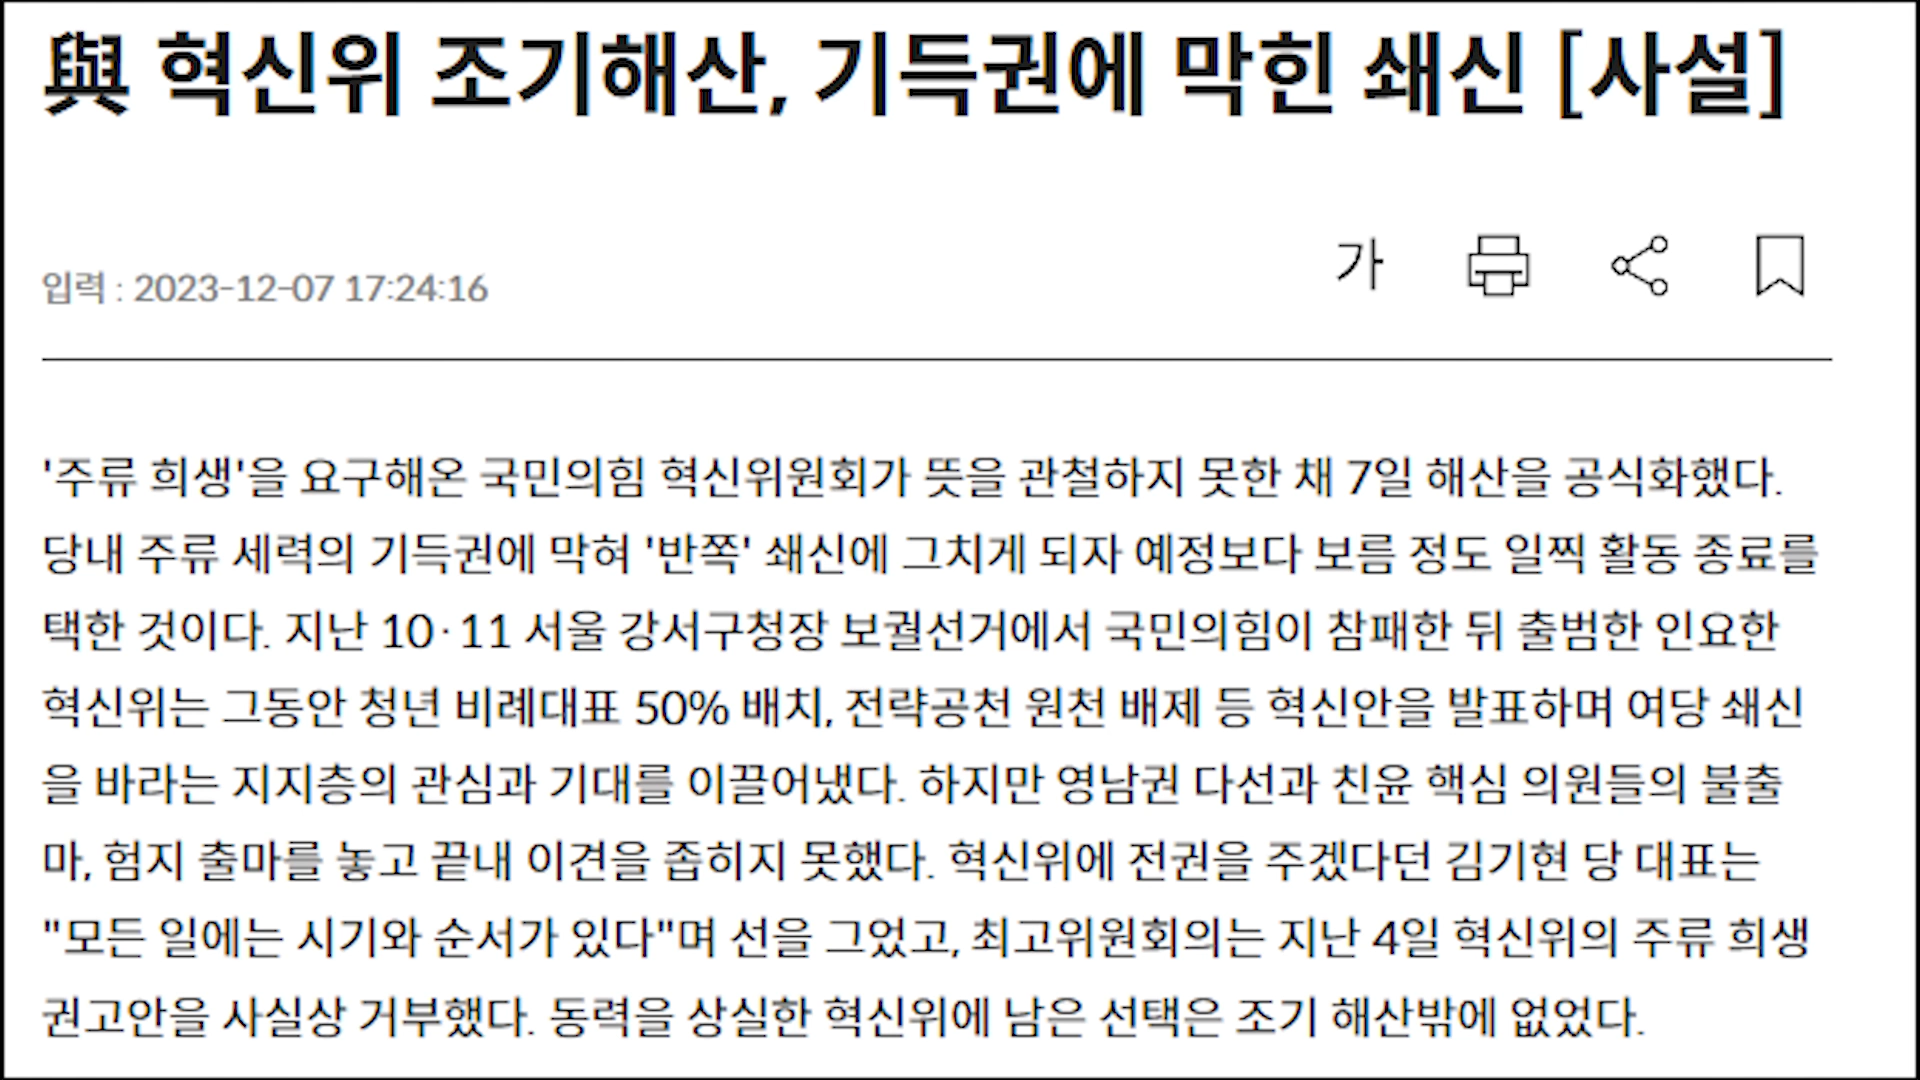 與 혁신위 조기해산, 기득권에 막힌 쇄신 [사설]
입력 : 2023-12-07 17:24:16
가
'주류 희생'을 요구해온 국민의힘 혁신위원회가 뜻을 관철하지 못한 채 7일 해산을 공식화했다.
당내 주류 세력의 기득권에 막혀 '반쪽' 쇄신에 그치게 되자 예정보다 보름 정도 일찍 활동 종료를
택한 것이다. 지난 10·11 서울 강서구청장 보궐선거에서 국민의힘이 참패한 뒤 출범한 인요한
혁신위는 그동안 청년 비례대표 50% 배치, 전략공천 원천 배제 등 혁신안을 발표하며 여당 쇄신
을 바라는 지지층의 관심과 기대를 이끌어냈다. 하지만 영남권 다선과 친윤 핵심 의원들의 불출
마, 험지 출마를 놓고 끝내 이견을 좁히지 못했다. 혁신위에 전권을 주겠다던 김기현 당 대표는
"모든 일에는 시기와 순서가 있다"며 선을 그었고, 최고위원회의는 지난 4일 혁신위의 주류 희생
권고안을 사실상 거부했다. 동력을 상실한 혁신위에 남은 선택은 조기 해산밖에 없었다.